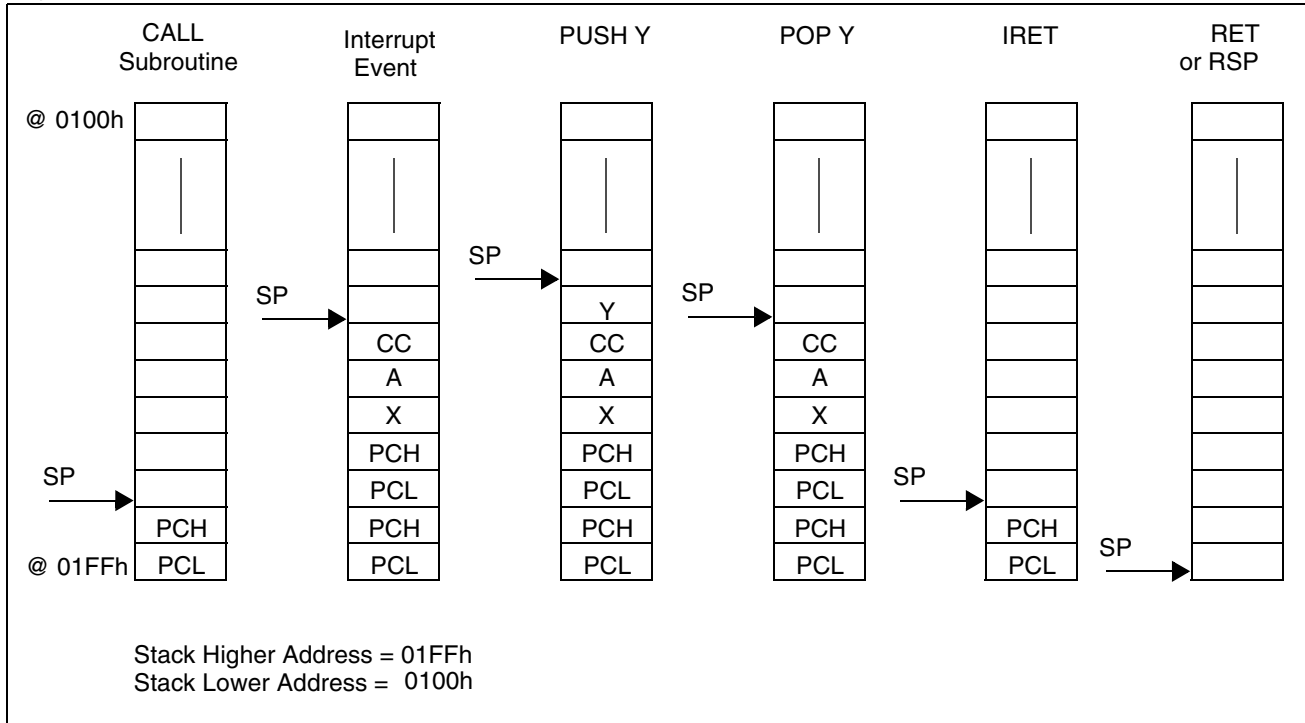 CALL
Subroutine
Interrupt
Event
PUSH Y
POP Y
IRET
RET
or RSP
@ 0100h
SP
SP
SP
Y
CC
CC
CC
A
A
A
X
X
X
PCH
PCH
PCH
SP
SP
PCL
PCL
PCL
PCH
PCH
PCH
PCH
PCH
SP
@ 01FFh
PCL
PCL
PCL
PCL
PCL
Stack Higher Address = 01FFh
Stack Lower Address = 0100h